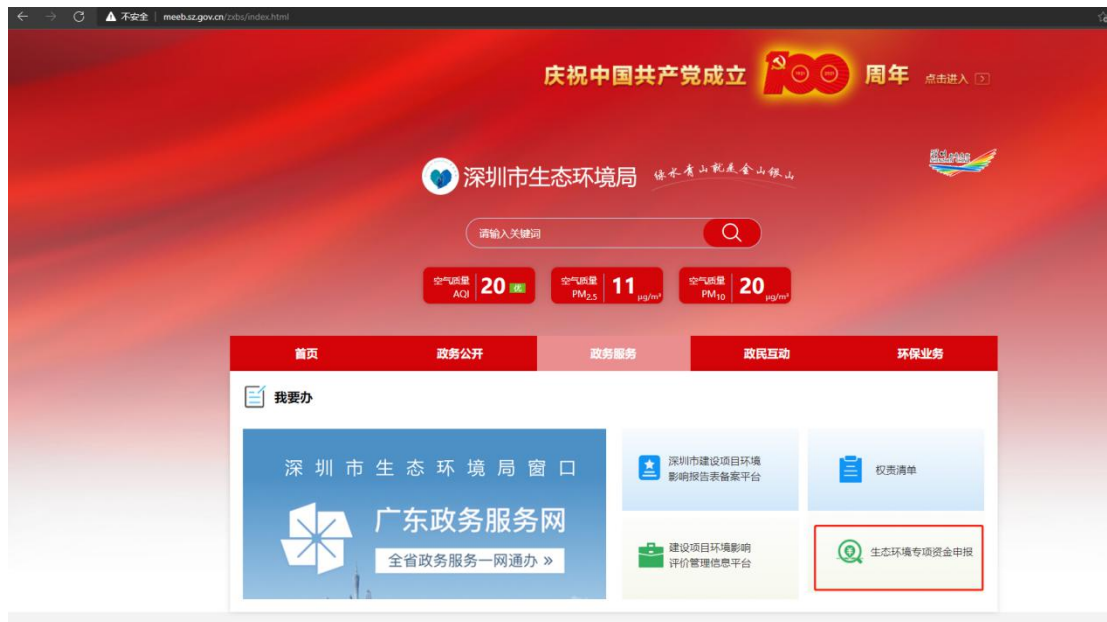 不安全 | meeb.sz.gov.cn/zxbs/index.html
庆祝中国共产党成立 100 周年 点击进入
深圳市生态环境局 绿水青山就是金山银山
请输入关键词
空气质量 AQI 20 优
空气质量 PM2.5 11 μg/m³
空气质量 PM10 20 μg/m³
首页 政务公开 政务服务 政民互动 环保业务
我要办
深圳市生态环境局窗口
广东政务服务网
全省政务服务一网通办 »
深圳市建设项目环境
影响报告表备案平台
权责清单
建设项目环境影响
评价管理信息平台
生态环境专项资金申报